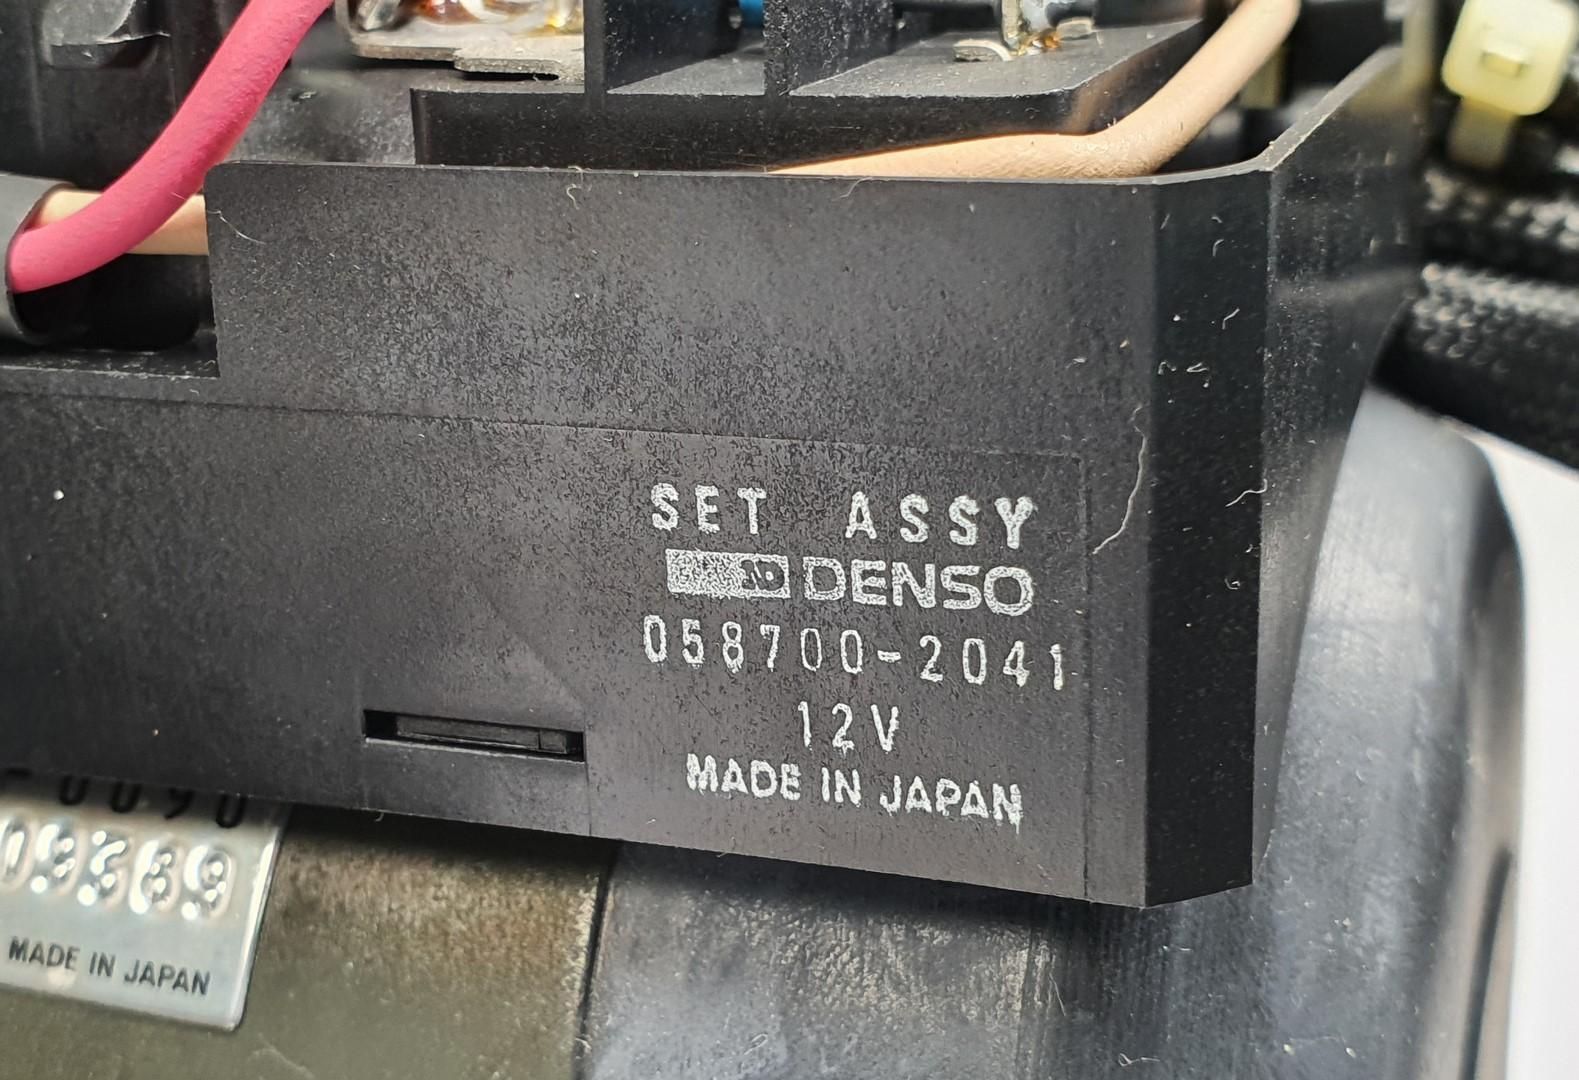 SET ASSY
DENSO
058700-2041
12V
MADE IN JAPAN
MADE IN JAPAN